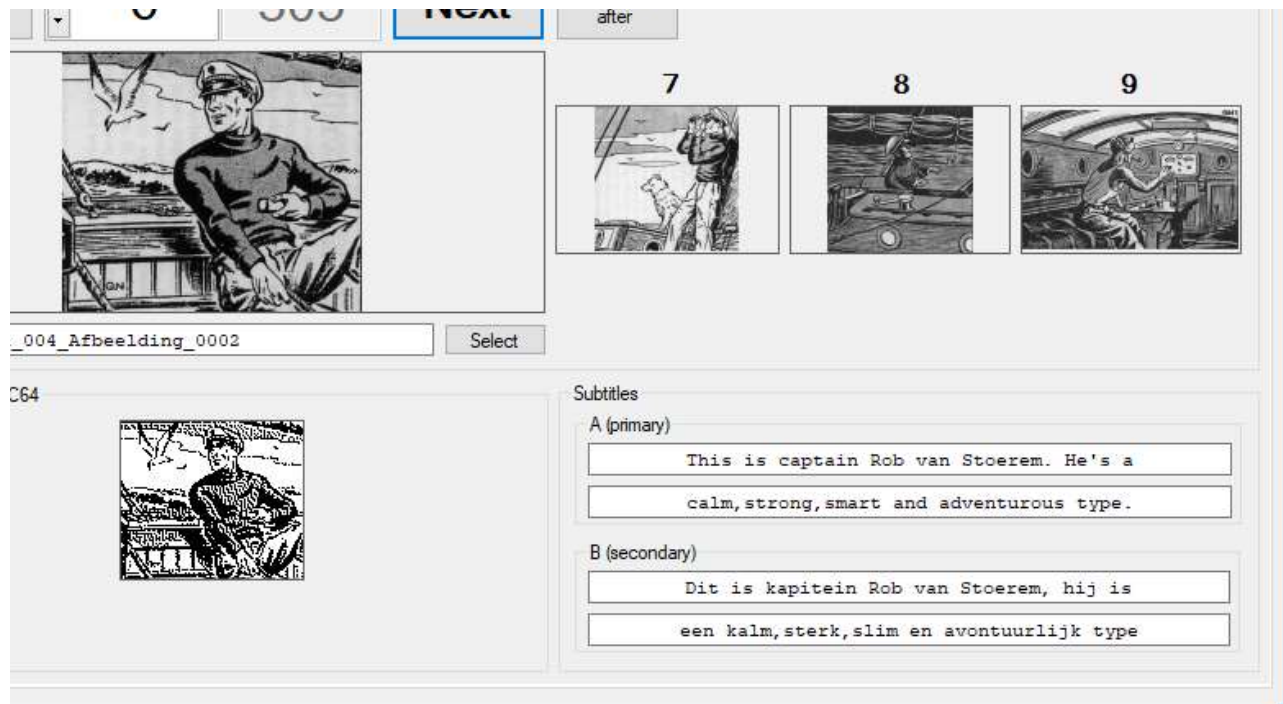 Next
after
7
8
9
GN
_004_Afbeelding_0002
Select
C64
Subtitles
A (primary)
This is captain Rob van Stoerem. He's a
calm,strong,smart and adventurous type.
B (secondary)
Dit is kapitein Rob van Stoerem, hij is
een kalm,sterk,slim en avontuurlijk type